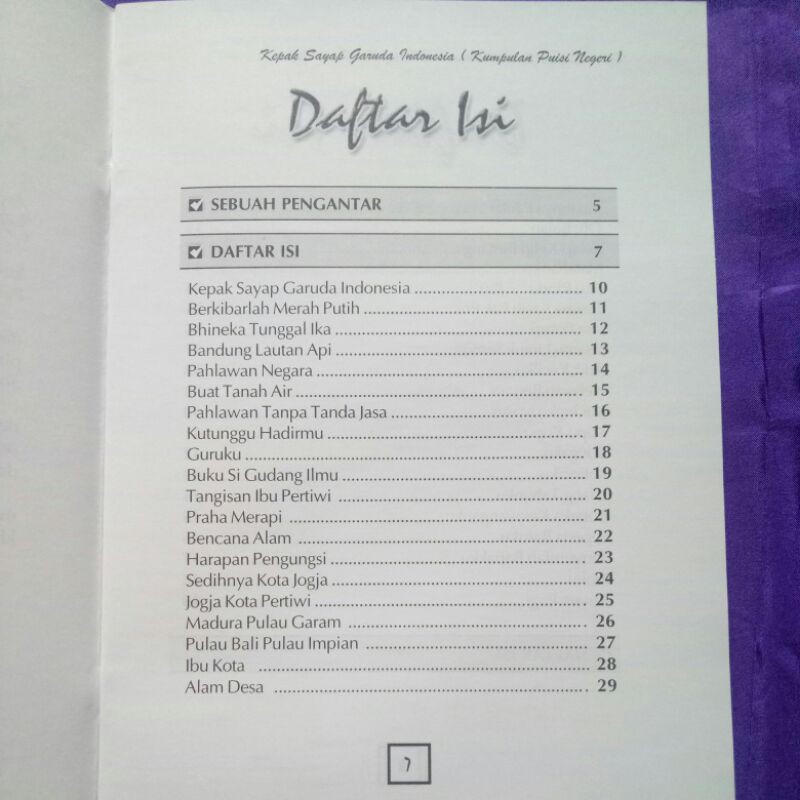 Kepak Sayap Garuda Indonesia ( Kumpulan Puisi Negeri )
Daftar Isi
SEBUAH PENGANTAR 5
DAFTAR ISI 7
Kepak Sayap Garuda Indonesia ........................................ 10
Berkibarlah Merah Putih ........................................ 11
Bhineka Tunggal Ika ........................................ 12
Bandung Lautan Api ........................................ 13
Pahlawan Negara ........................................ 14
Buat Tanah Air ........................................ 15
Pahlawan Tanpa Tanda Jasa ........................................ 16
Kutunggu Hadirmu ........................................ 17
Guruku ........................................ 18
Buku Si Gudang Ilmu ........................................ 19
Tangisan Ibu Pertiwi ........................................ 20
Praha Merapi ........................................ 21
Bencana Alam ........................................ 22
Harapan Pengungsi ........................................ 23
Sedihnya Kota Jogja ........................................ 24
Jogja Kota Pertiwi ........................................ 25
Madura Pulau Garam ........................................ 26
Pulau Bali Pulau Impian ........................................ 27
Ibu Kota ........................................ 28
Alam Desa ........................................ 29
7